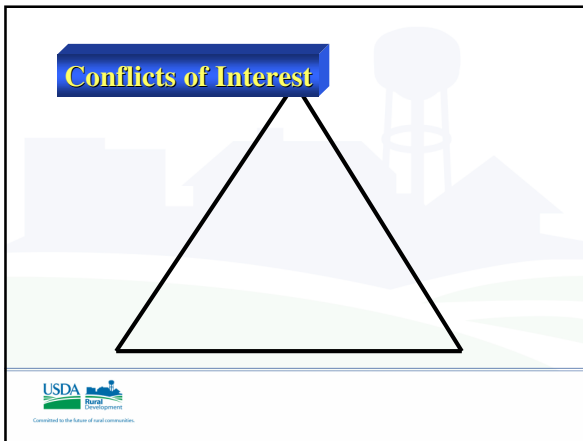 Conflicts of Interest
USDA
Rural
Development
Committed to the future of rural communities.